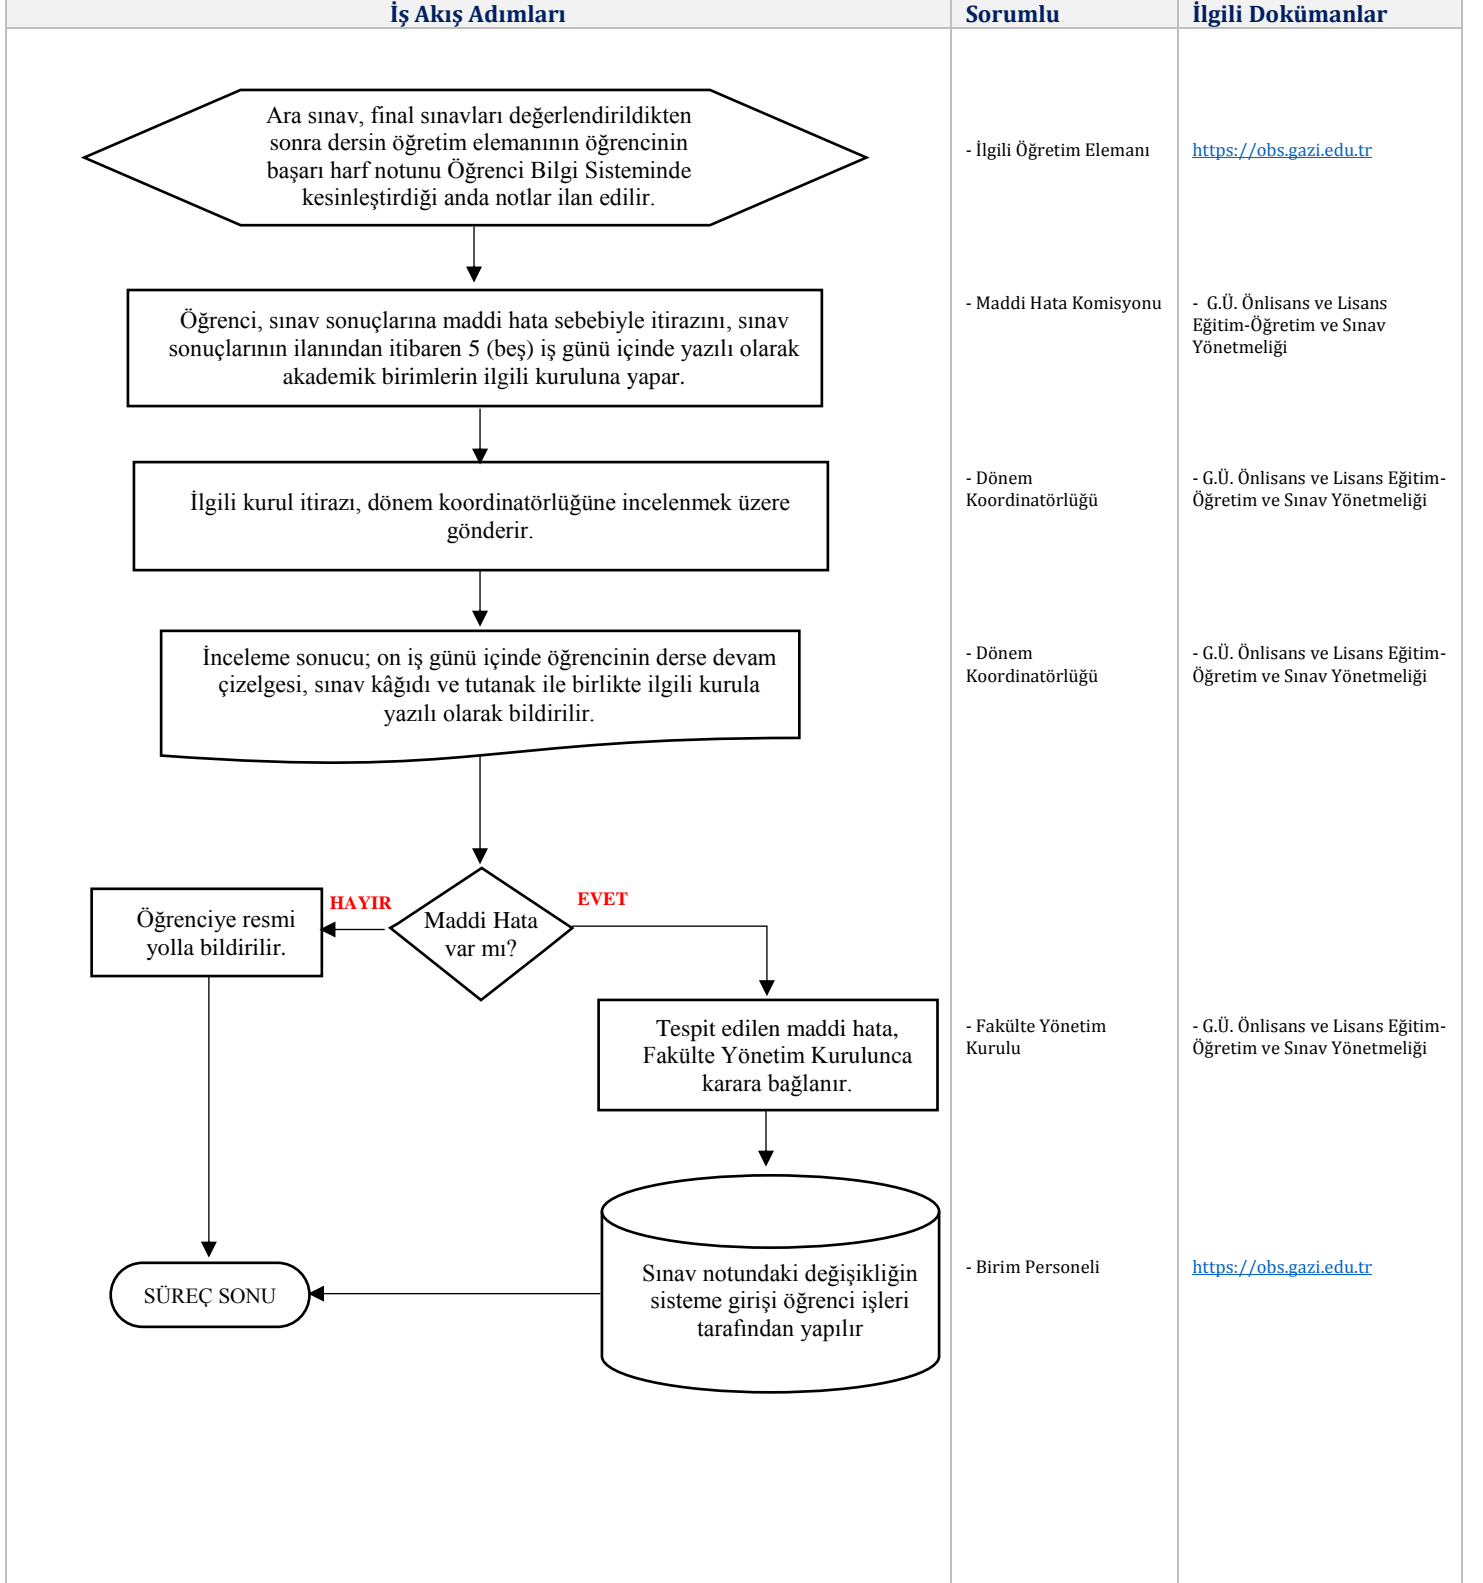 İş Akış Adımları
Sorumlu
İlgili Dokümanlar
Ara sınav, final sınavları değerlendirildikten
sonra dersin öğretim elemanının öğrencinin
başarı harf notunu Öğrenci Bilgi Sisteminde
kesinleştirdiği anda notlar ilan edilir.
- İlgili Öğretim Elemanı
https://obs.gazi.edu.tr
Öğrenci, sınav sonuçlarına maddi hata sebebiyle itirazını, sınav
sonuçlarının ilanından itibaren 5 (beş) iş günü içinde yazılı olarak
akademik birimlerin ilgili kuruluna yapar.
- Maddi Hata Komisyonu
- G.Ü. Önlisans ve Lisans
Eğitim-Öğretim ve Sınav
Yönetmeliği
İlgili kurul itirazı, dönem koordinatörlüğüne incelenmek üzere
gönderir.
- Dönem
Koordinatörlüğü
- G.Ü. Önlisans ve Lisans Eğitim-
Öğretim ve Sınav Yönetmeliği
İnceleme sonucu; on iş günü içinde öğrencinin derse devam
çizelgesi, sınav kâğıdı ve tutanak ile birlikte ilgili kurula
yazılı olarak bildirilir.
- Dönem
Koordinatörlüğü
- G.Ü. Önlisans ve Lisans Eğitim-
Öğretim ve Sınav Yönetmeliği
Öğrenciye resmi
yolla bildirilir.
HAYIR
Maddi Hata
var mı?
EVET
Tespit edilen maddi hata,
Fakülte Yönetim Kurulunca
karara bağlanır.
- Fakülte Yönetim
Kurulu
- G.Ü. Önlisans ve Lisans Eğitim-
Öğretim ve Sınav Yönetmeliği
SÜREÇ SONU
Sınav notundaki değişikliğin
sisteme girişi öğrenci işleri
tarafından yapılır
- Birim Personeli
https://obs.gazi.edu.tr